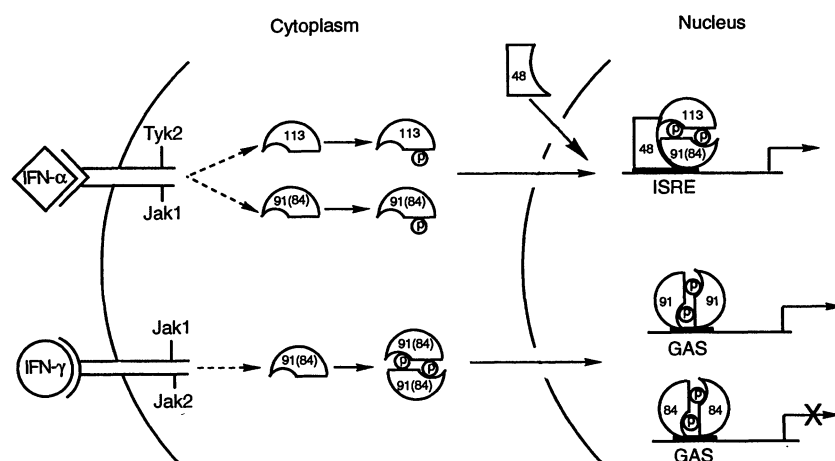 Cytoplasm
Nucleus
48
Tyk2
IFN-α
Jak1
113
113
P
91(84)
91(84)
P
113
P
P
48
91(84)
ISRE
P
91
91
P
GAS
Jak1
IFN-γ
Jak2
91(84)
91(84)
P
P
91(84)
P
84
84
P
X
GAS